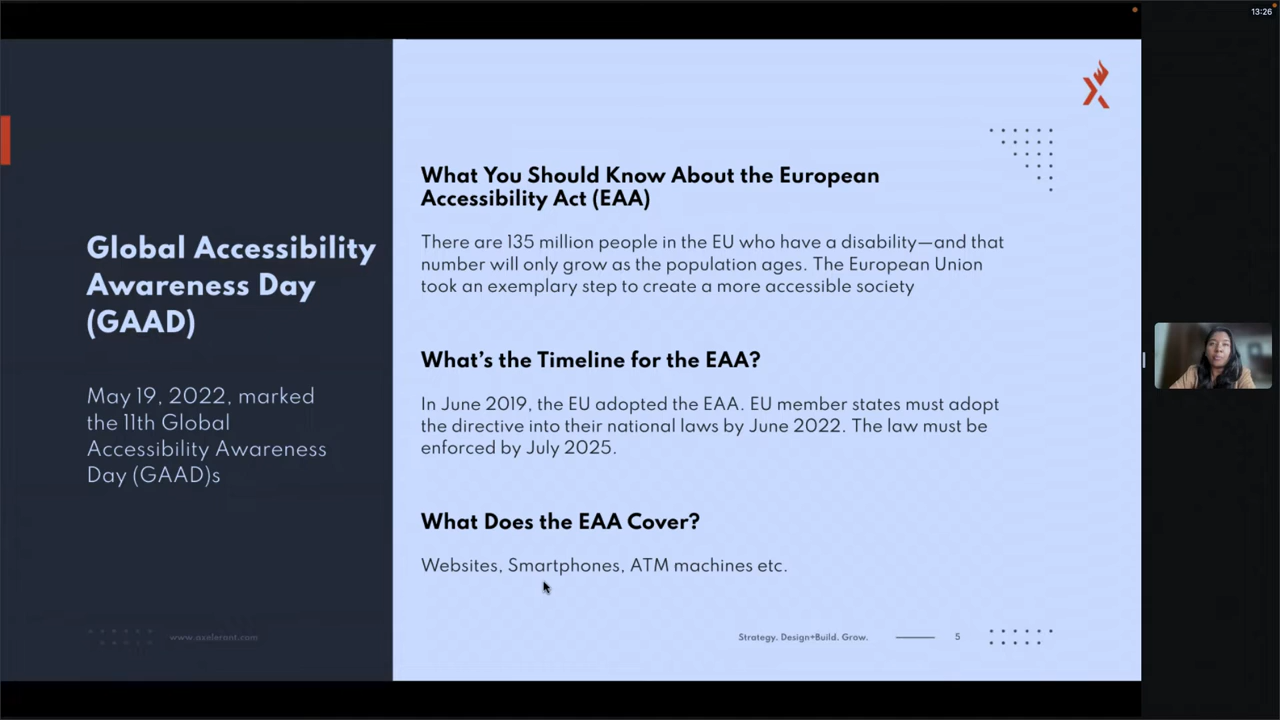 13:26
Global Accessibility
Awareness Day
(GAAD)
May 19, 2022, marked
the 11th Global
Accessibility Awareness
Day (GAAD)s
www.axelerant.com
What You Should Know About the European
Accessibility Act (EAA)
There are 135 million people in the EU who have a disability—and that
number will only grow as the population ages. The European Union
took an exemplary step to create a more accessible society
What's the Timeline for the EAA?
In June 2019, the EU adopted the EAA. EU member states must adopt
the directive into their national laws by June 2022. The law must be
enforced by July 2025.
What Does the EAA Cover?
Websites, Smartphones, ATM machines etc.
Strategy. Design+Build. Grow.
5